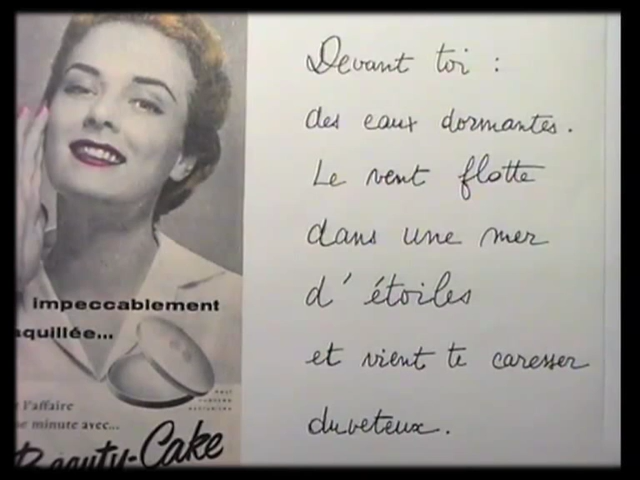 impeccablement
aquillée...
l'affaire
minute avec...
Beauty-Cake
Devant toi :
des eaux dormantes.
Le vent flotte
dans une mer
d'étoiles
et vient te caresser
duveteux.